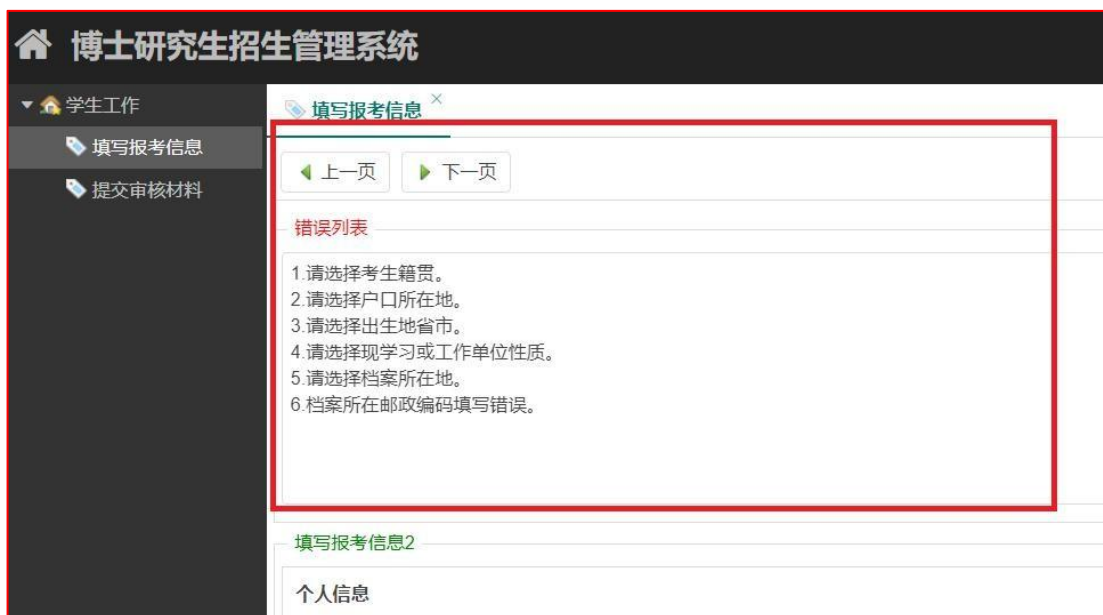 博士研究生招生管理系统
学生工作
填写报考信息
填写报考信息
提交审核材料
上一页 下一页
错误列表
1.请选择考生籍贯。
2.请选择户口所在地。
3.请选择出生地省市。
4.请选择现学习或工作单位性质。
5.请选择档案所在地。
6.档案所在邮政编码填写错误。
填写报考信息2
个人信息